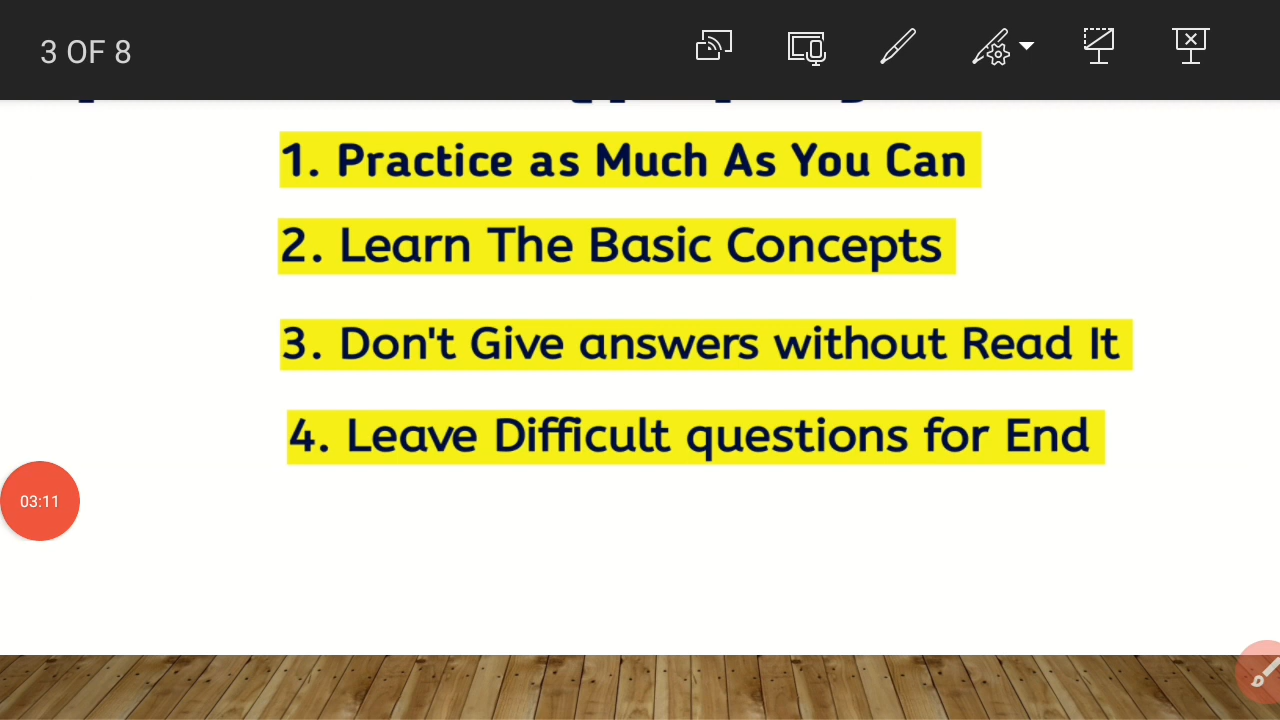 3 OF 8
1. Practice as Much As You Can
2. Learn The Basic Concepts
3. Don't Give answers without Read It
4. Leave Difficult questions for End
03:11